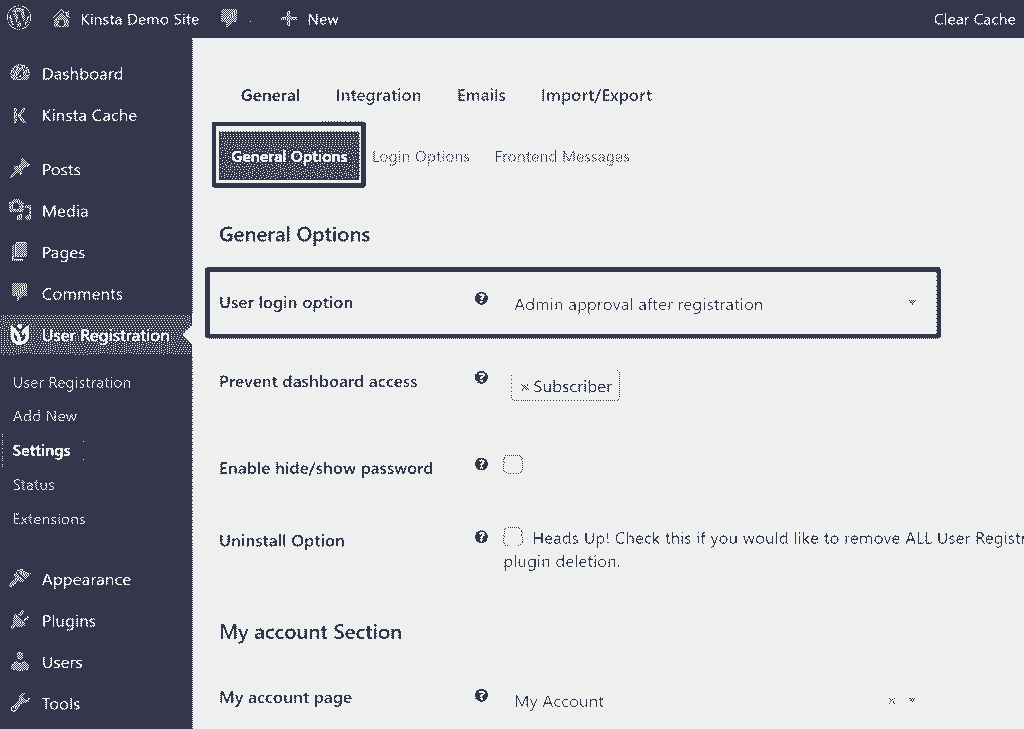 Kinsta Demo Site
New
Clear Cache
Dashboard
Kinsta Cache
Posts
Media
Pages
Comments
User Registration
User Registration
Add New
Settings
Status
Extensions
Appearance
Plugins
Users
Tools
General Integration Emails Import/Export
General Options Login Options Frontend Messages
General Options
User login option ? Admin approval after registration
Prevent dashboard access ? × Subscriber
Enable hide/show password ?
Uninstall Option ? Heads Up! Check this if you would like to remove ALL User Registr
plugin deletion.
My account Section
My account page ? My Account ×